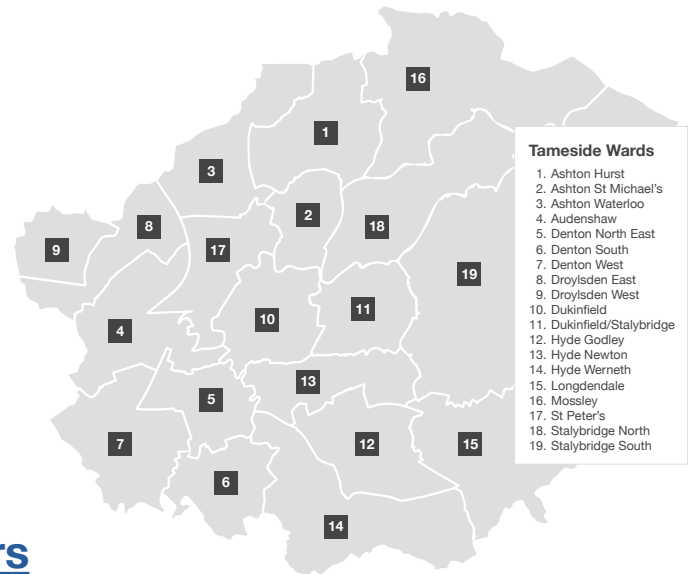 16
1
3
2
8
18
17
9
19
11
10
4
13
5
12
15
7
6
14
Tameside Wards
1. Ashton Hurst
2. Ashton St Michael's
3. Ashton Waterloo
4. Audenshaw
5. Denton North East
6. Denton South
7. Denton West
8. Droylsden East
9. Droylsden West
10. Dukinfield
11. Dukinfield/Stalybridge
12. Hyde Godley
13. Hyde Newton
14. Hyde Werneth
15. Longdendale
16. Mossley
17. St Peter's
18. Stalybridge North
19. Stalybridge South
rs